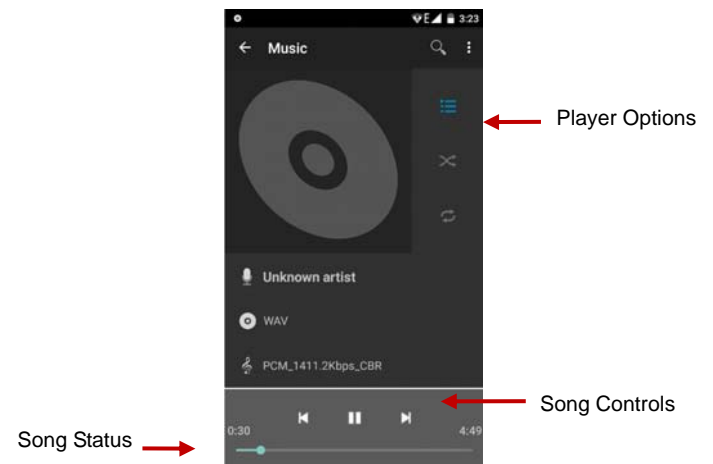 E 3:23
Music
Player Options
Unknown artist
WAV
PCM_1411.2Kbps_CBR
Song Controls
0:30
4:49
Song Status